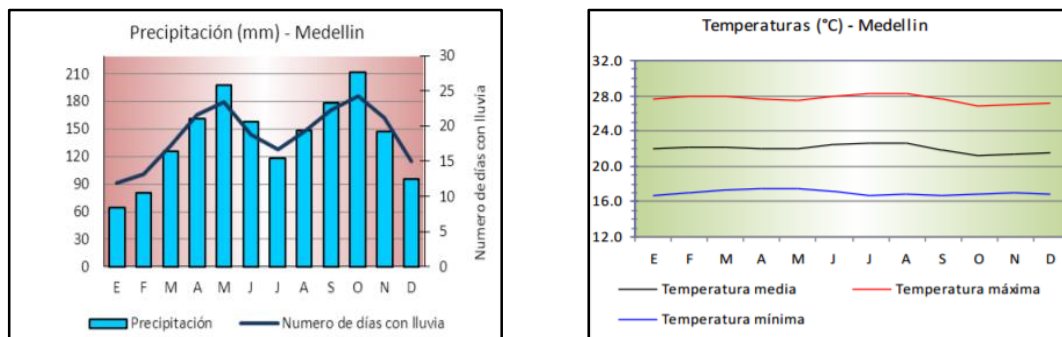 Precipitación (mm) - Medellin
210
180
150
120
90
60
30
0
30
25
20
15
10
5
0
Numero de días con lluvia
E F M A M J J A S O N D
Precipitación Numero de días con lluvia
Temperaturas (°C) - Medellin
32.0
28.0
24.0
20.0
16.0
12.0
E F M A M J J A S O N D
Temperatura media Temperatura máxima
Temperatura mínima